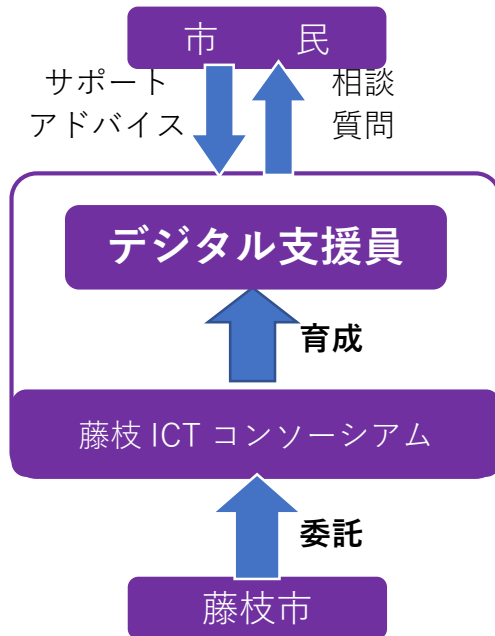 市　民
サポート
アドバイス
相談
質問
デジタル支援員
育成
藤枝 ICT コンソーシアム
委託
藤枝市